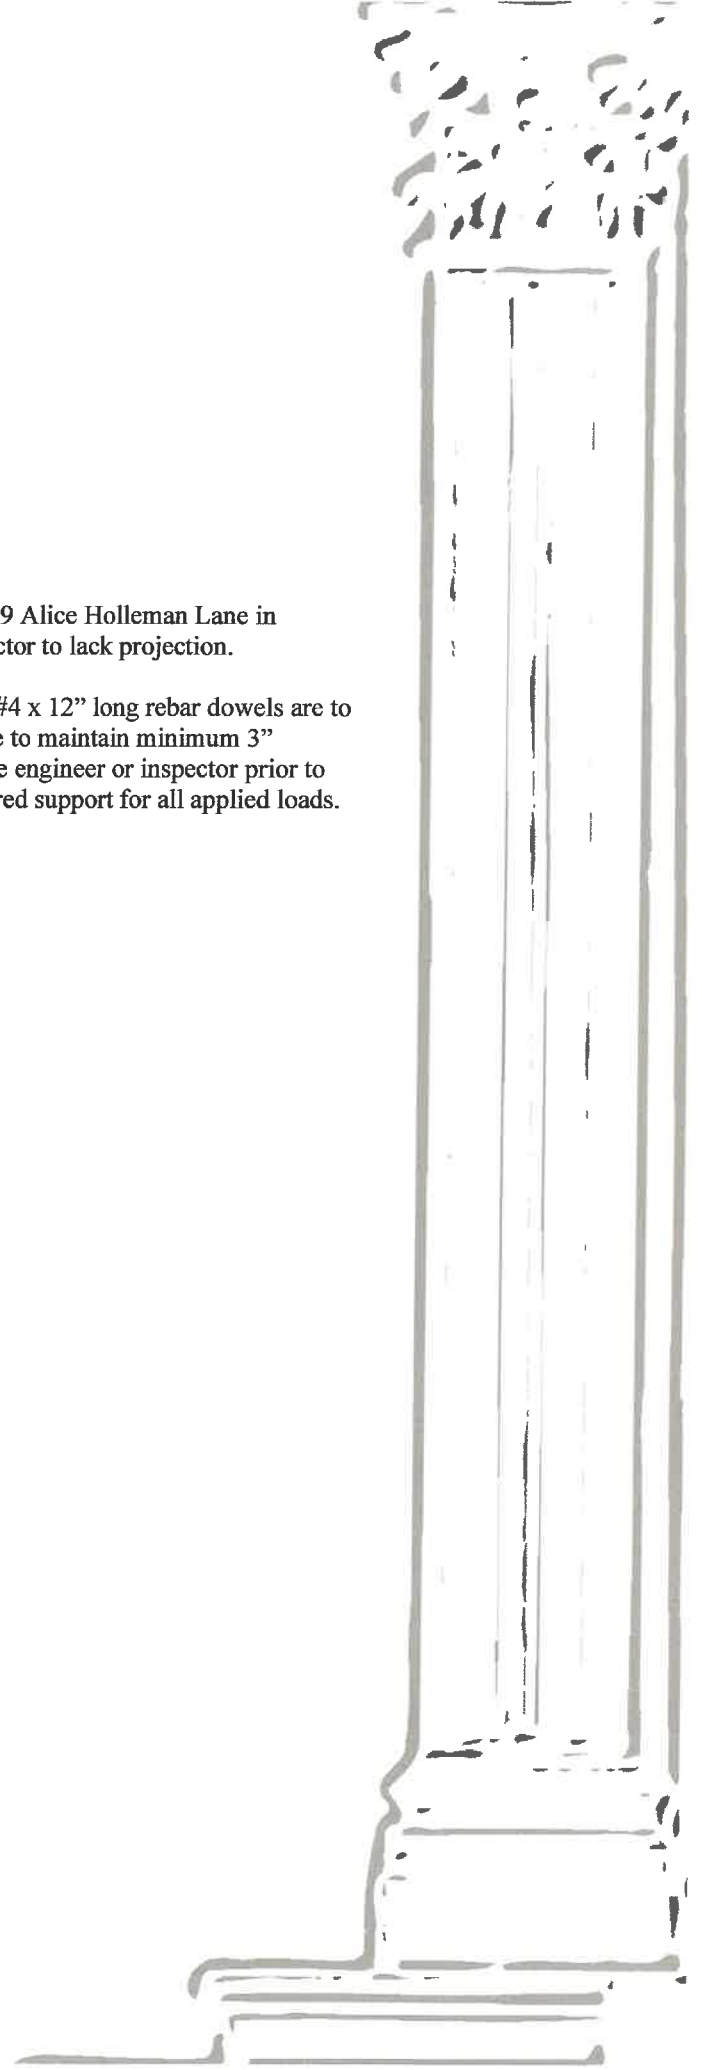 9 Alice Holleman Lane in
ctor to lack projection.
#4 x 12” long rebar dowels are to
e to maintain minimum 3”
e engineer or inspector prior to
red support for all applied loads.